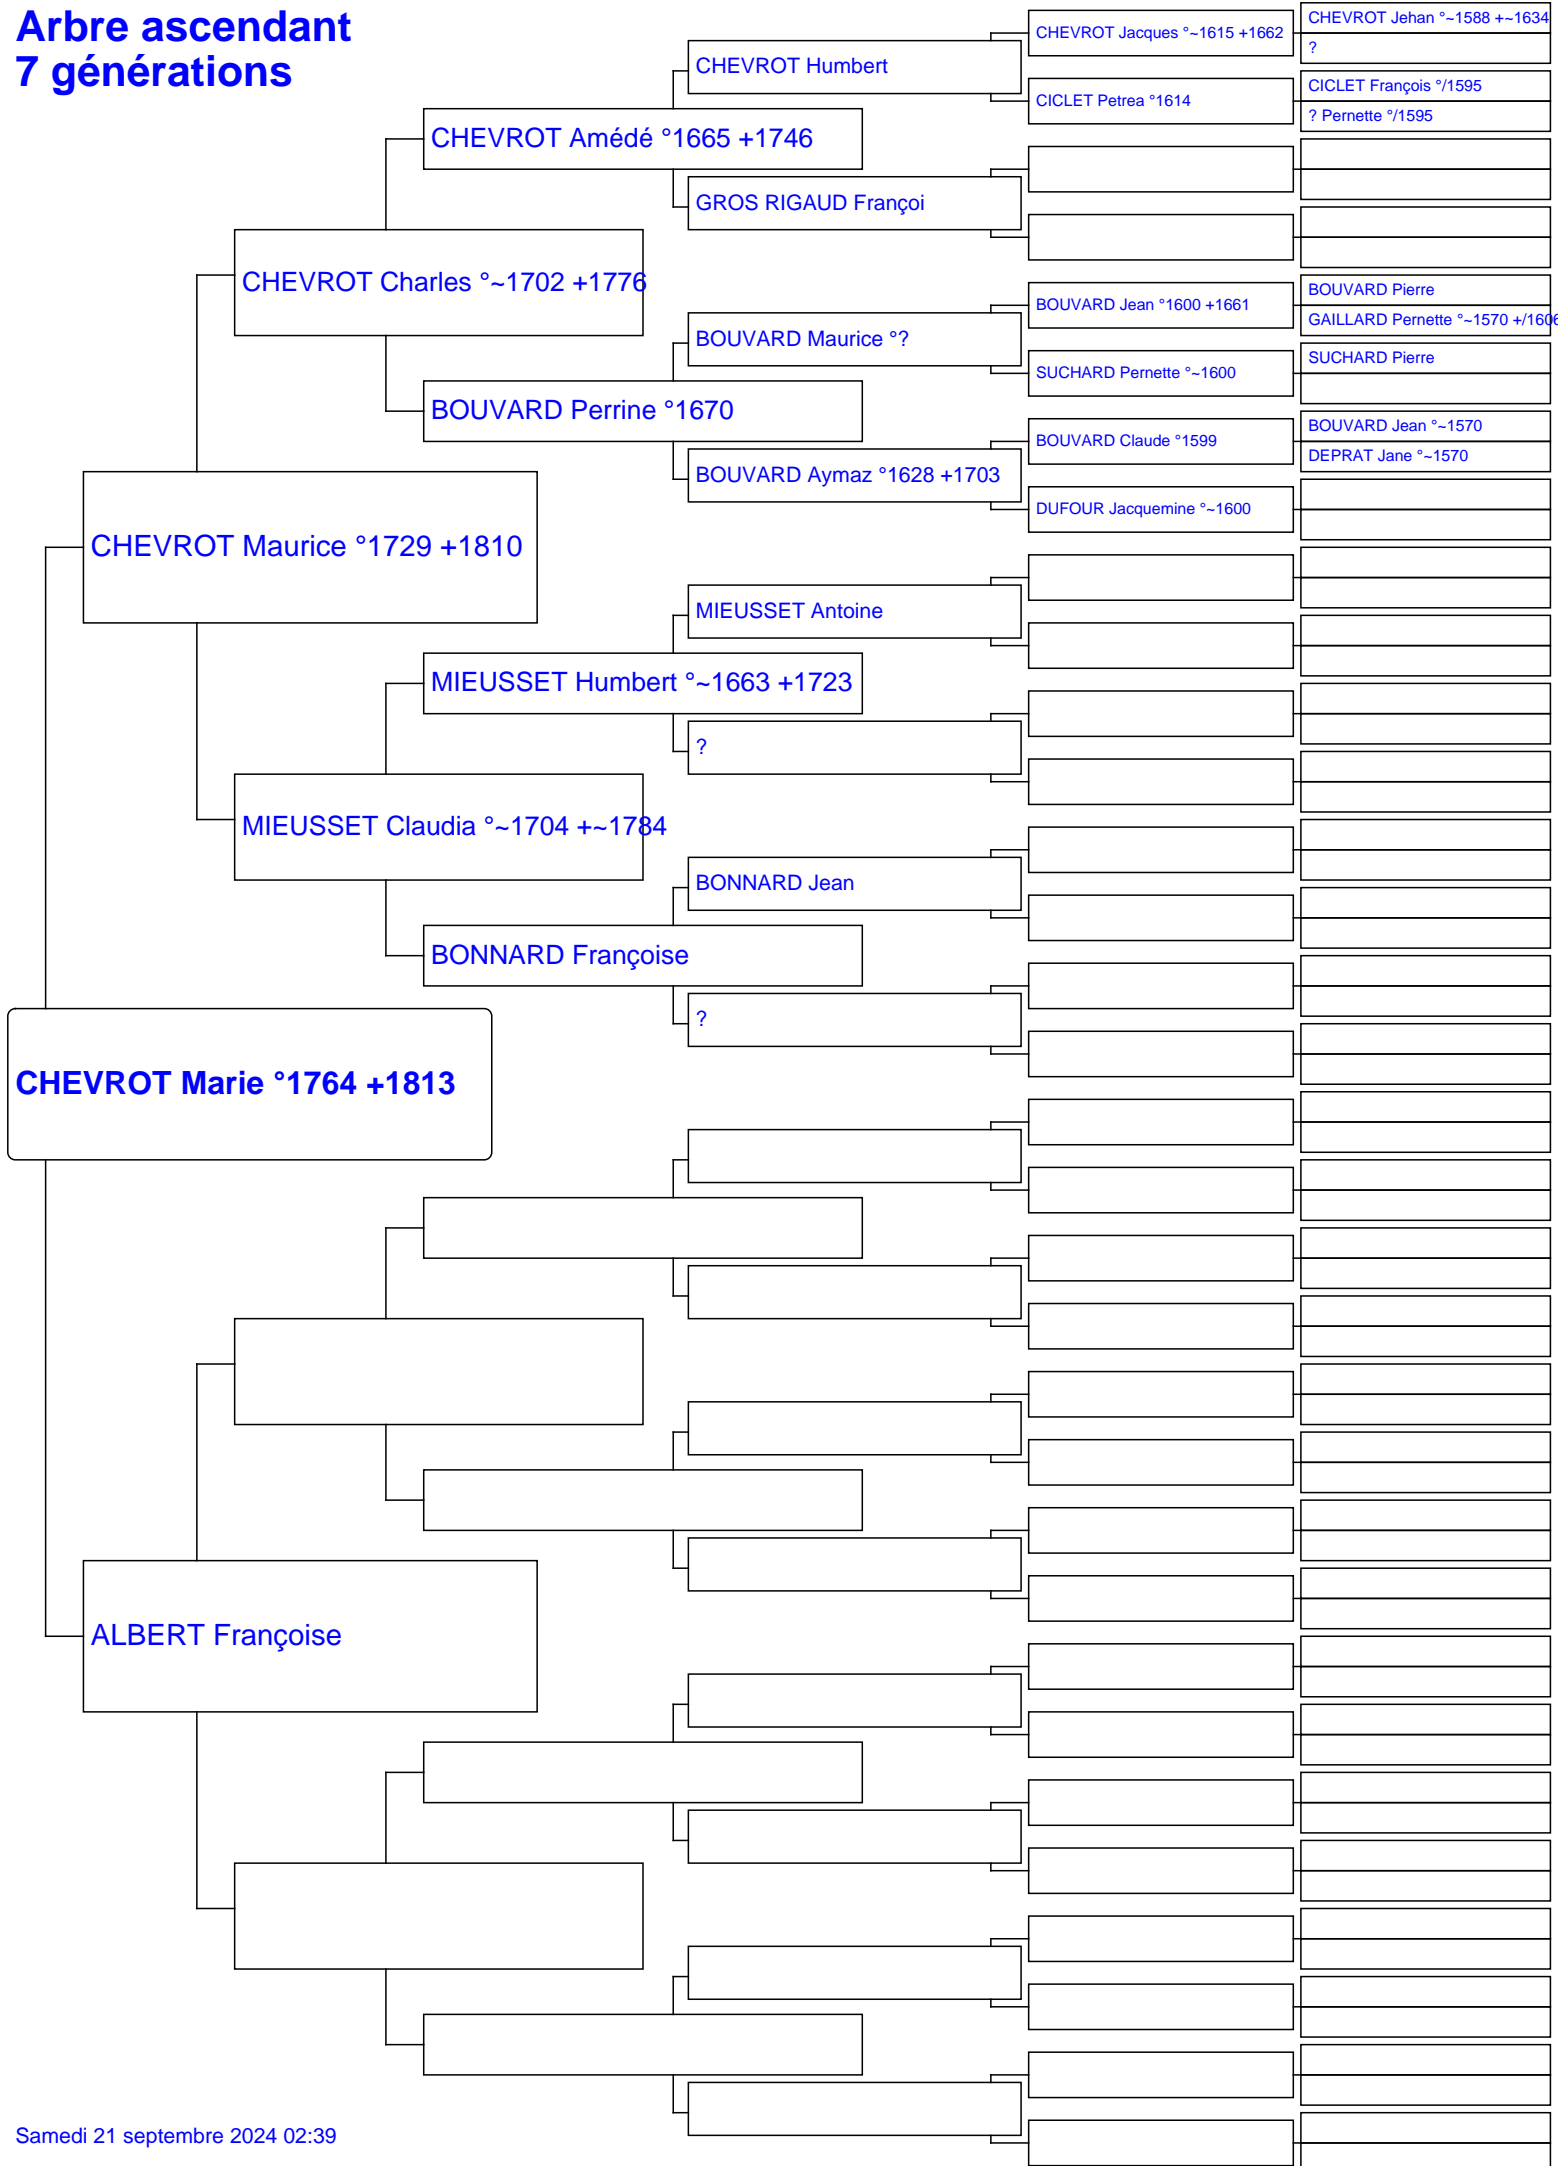 Arbre ascendant
7 générations
CHEVROT Jacques °~1615 +1662
CHEVROT Jehan °~1588 +~1634
?
CHEVROT Humbert
CICLET Petrea °1614
CICLET François °/1595
? Pernette °/1595
CHEVROT Amédé °1665 +1746
GROS RIGAUD Françoi
CHEVROT Charles °~1702 +1776
BOUVARD Jean °1600 +1661
BOUVARD Pierre
GAILLARD Pernette °~1570 +/1606
BOUVARD Maurice °?
SUCHARD Pernette °~1600
SUCHARD Pierre
BOUVARD Perrine °1670
BOUVARD Claude °1599
BOUVARD Jean °~1570
DEPRAT Jane °~1570
BOUVARD Aymaz °1628 +1703
DUFOUR Jacquemine °~1600
CHEVROT Maurice °1729 +1810
MIEUSSET Antoine
MIEUSSET Humbert °~1663 +1723
?
MIEUSSET Claudia °~1704 +~1784
BONNARD Jean
BONNARD Françoise
?
CHEVROT Marie °1764 +1813
ALBERT Françoise
Samedi 21 septembre 2024 02:39